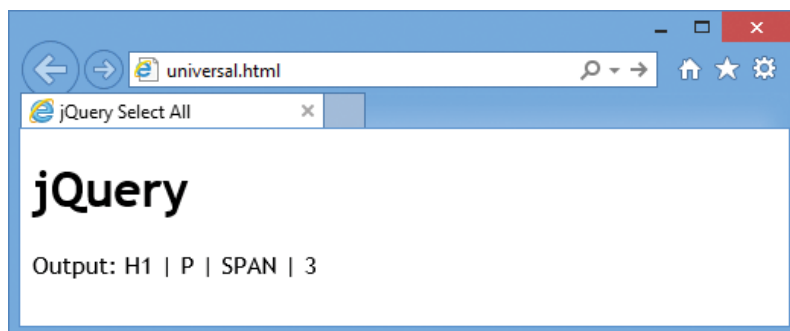 universal.html
jQuery Select All
jQuery
Output: H1 | P | SPAN | 3